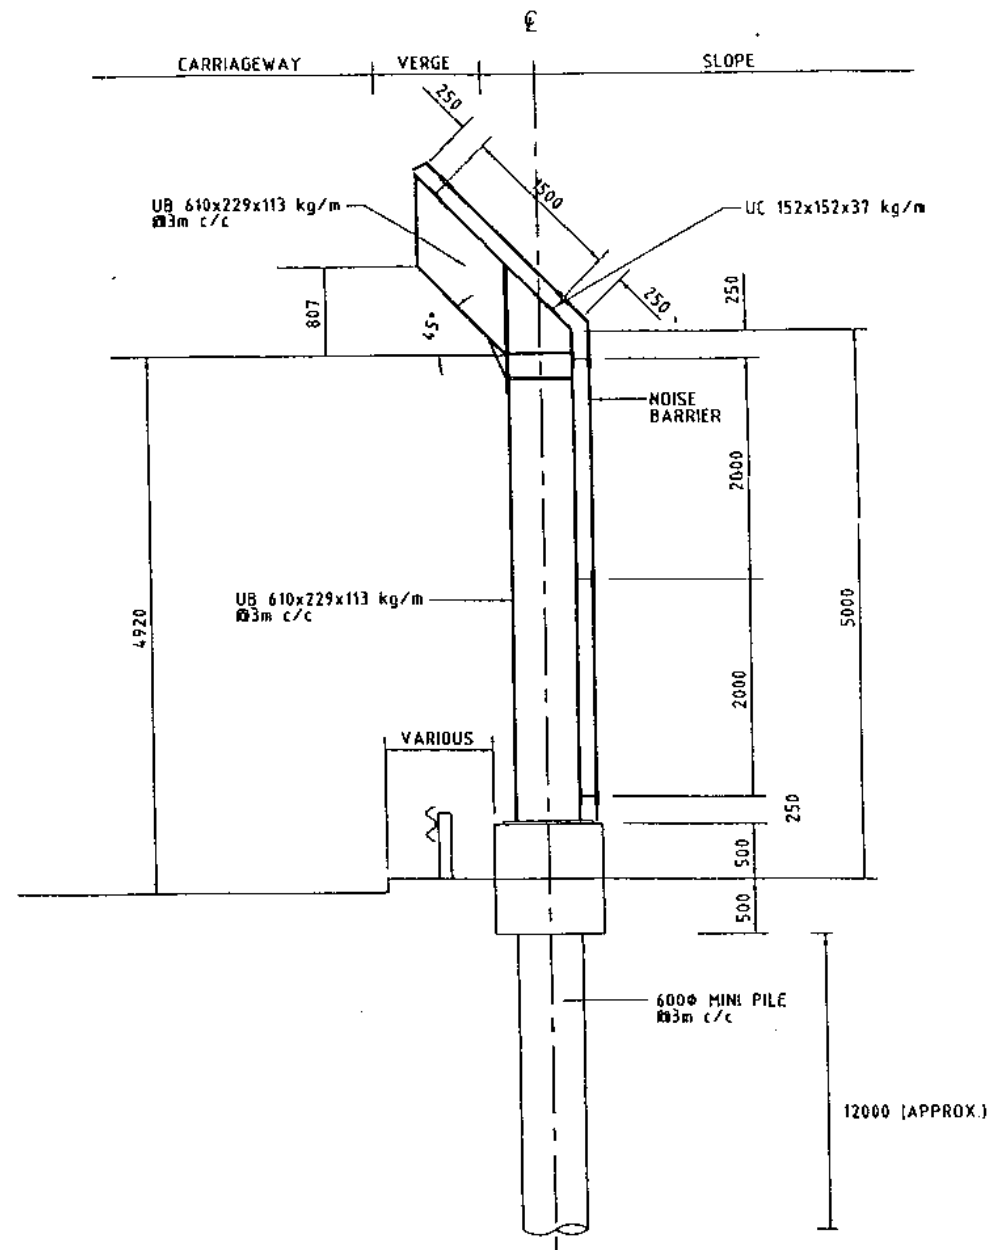 ℄
CARRIAGEWAY
VERGE
SLOPE
250
1500
UB 610x229x113 kg/m
@3m c/c
UC 152x152x37 kg/m
250
250
807
45°
NOISE
BARRIER
2000
UB 610x229x113 kg/m
@3m c/c
4920
5000
2000
VARIOUS
250
500
500
600Φ MINI PILE
@3m c/c
12000 (APPROX.)